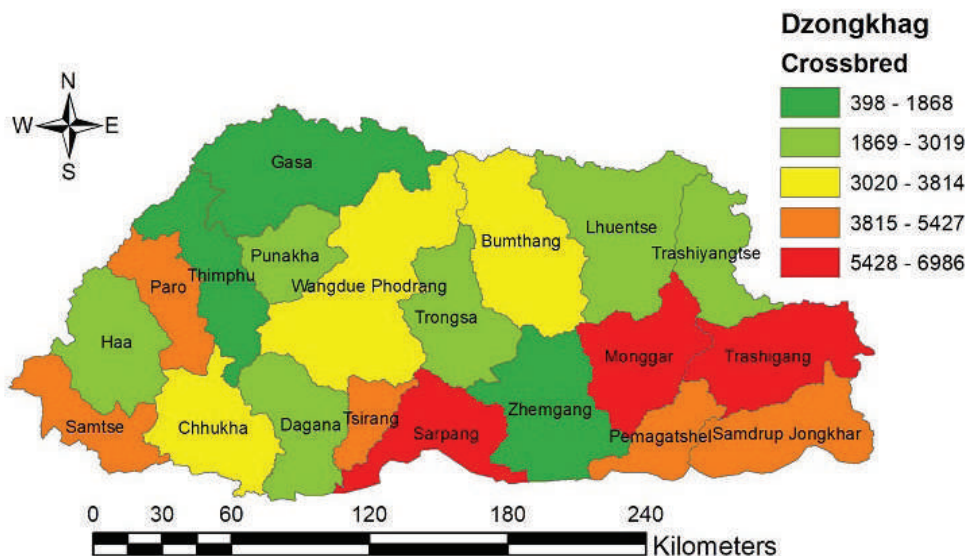 Dzongkhag
Crossbred
398 - 1868
1869 - 3019
3020 - 3814
3815 - 5427
5428 - 6986
N
W E
S
Gasa
Punakha
Thimphu
Paro
Haa
Wangdue Phodrang
Bumthang
Lhuentse
Trashiyangtse
Trongsa
Monggar
Trashigang
Samtse
Chhukha
Dagana
Tsirang
Sarpang
Zhemgang
Pemagatshel
Samdrup Jongkhar
0 30 60 120 180 240
Kilometers